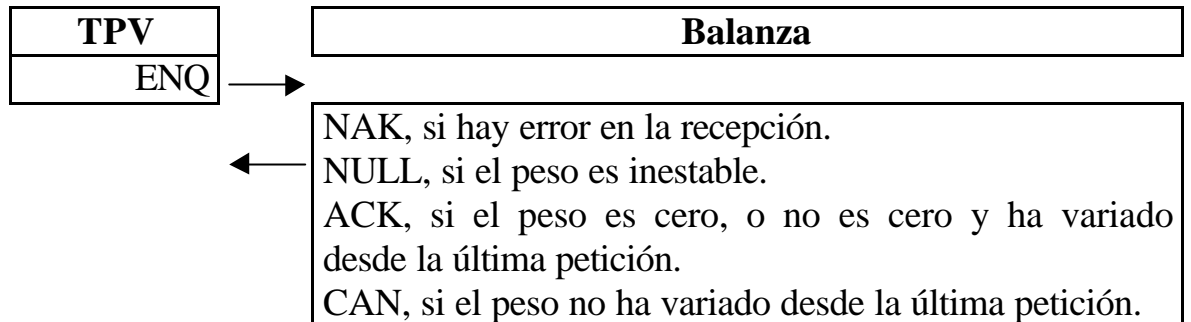 TPV
Balanza
ENQ
NAK, si hay error en la recepción.
NULL, si el peso es inestable.
ACK, si el peso es cero, o no es cero y ha variado
desde la última petición.
CAN, si el peso no ha variado desde la última petición.